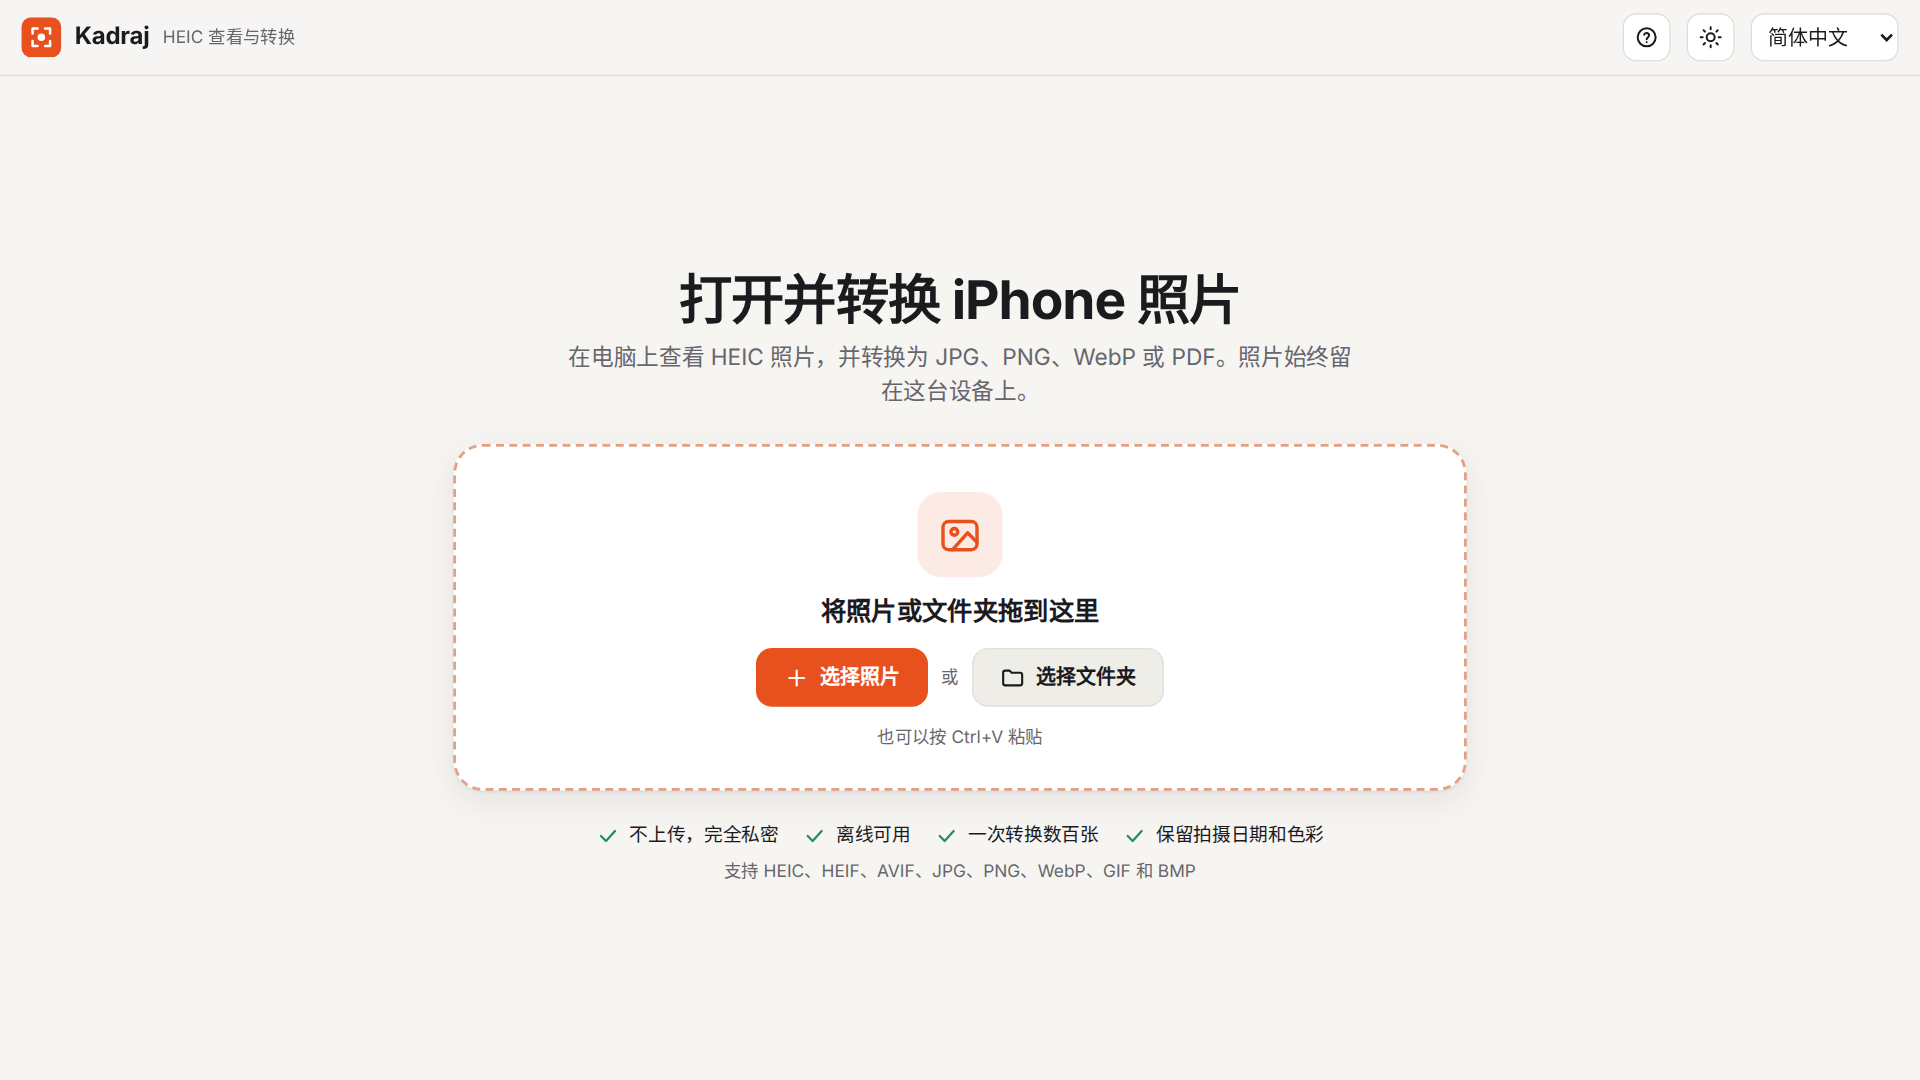 Kadraj HEIC 查看与转换
简体中文
打开并转换 iPhone 照片
在电脑上查看 HEIC 照片，并转换为 JPG、PNG、WebP 或 PDF。照片始终留
在这台设备上。
将照片或文件夹拖到这里
选择照片 或 选择文件夹
也可以按 Ctrl+V 粘贴
不上传，完全私密 离线可用 一次转换数百张 保留拍摄日期和色彩
支持 HEIC、HEIF、AVIF、JPG、PNG、WebP、GIF 和 BMP